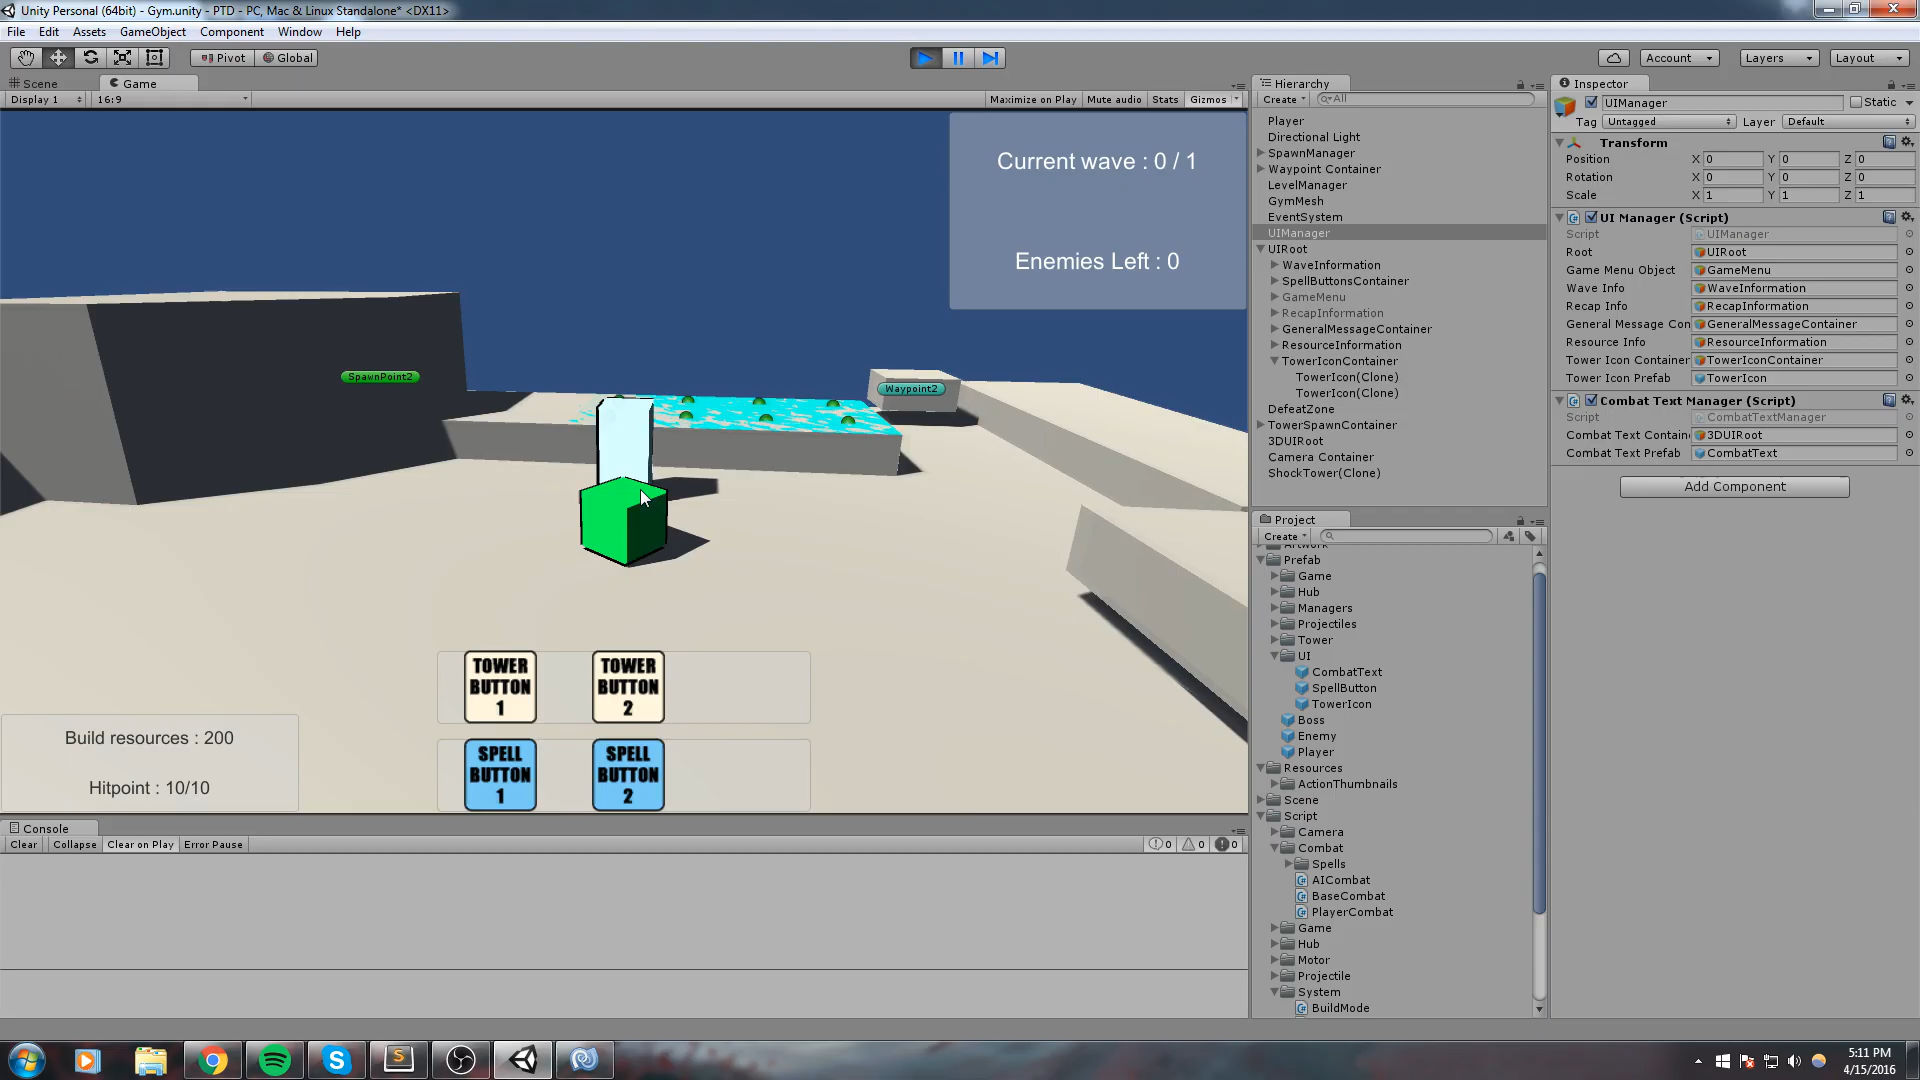 Unity Personal (64bit) - Gym.unity - PTD - PC, Mac & Linux Standalone* <DX11>
File Edit Assets GameObject Component Window Help
Pivot Global Account Layers Layout
Scene Game
Display 1 16:9 Maximize on Play Mute audio Stats Gizmos
Current wave : 0 / 1
Enemies Left : 0
SpawnPoint2
Waypoint2
TOWER BUTTON 1
TOWER BUTTON 2
SPELL BUTTON 1
SPELL BUTTON 2
Build resources : 200
Hitpoint : 10/10
Console
Clear Collapse Clear on Play Error Pause 0 0 0
Hierarchy
Create All
Player
Directional Light
SpawnManager
Waypoint Container
LevelManager
GymMesh
EventSystem
UIManager
UIRoot
WaveInformation
SpellButtonsContainer
GameMenu
RecapInformation
GeneralMessageContainer
ResourceInformation
TowerIconContainer
TowerIcon(Clone)
TowerIcon(Clone)
DefeatZone
TowerSpawnContainer
3DUIRoot
Camera Container
ShockTower(Clone)
Project
Create
Prefab
Game
Hub
Managers
Projectiles
Tower
UI
CombatText
SpellButton
TowerIcon
Boss
Enemy
Player
Resources
ActionThumbnails
Scene
Script
Camera
Combat
Spells
AICombat
BaseCombat
PlayerCombat
Game
Hub
Motor
Projectile
System
BuildMode
Inspector
UIManager Static
Tag Untagged Layer Default
Transform
Position X 0 Y 0 Z 0
Rotation X 0 Y 0 Z 0
Scale X 1 Y 1 Z 1
UI Manager (Script)
Script UIManager
Root UIRoot
Game Menu Object GameMenu
Wave Info WaveInformation
Recap Info RecapInformation
General Message Con GeneralMessageContainer
Resource Info ResourceInformation
Tower Icon Container TowerIconContainer
Tower Icon Prefab TowerIcon
Combat Text Manager (Script)
Script CombatTextManager
Combat Text Contain 3DUIRoot
Combat Text Prefab CombatText
Add Component
5:11 PM
4/15/2016